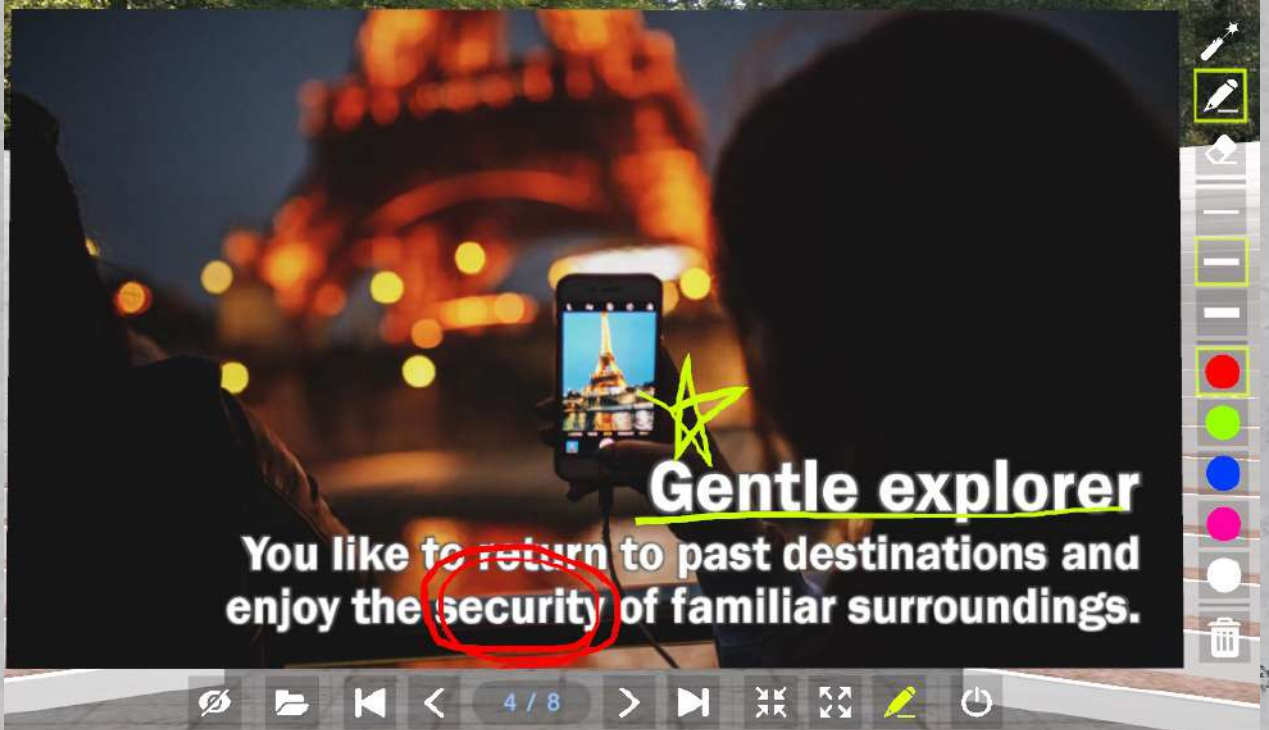 Gentle explorer
You like to return to past destinations and
enjoy the security of familiar surroundings.
4 / 8